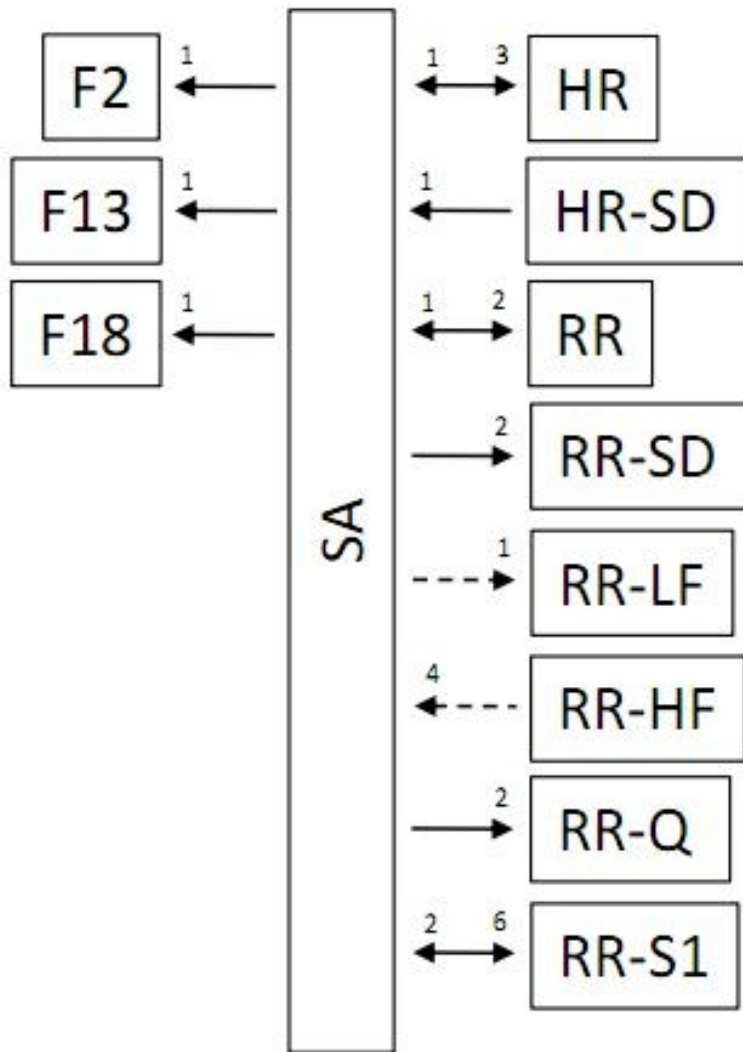 1
F2
1 3
HR
1
F13
1
HR-SD
1
F18
1 2
RR
2
RR-SD
SA
1
RR-LF
4
RR-HF
2
RR-Q
2 6
RR-S1